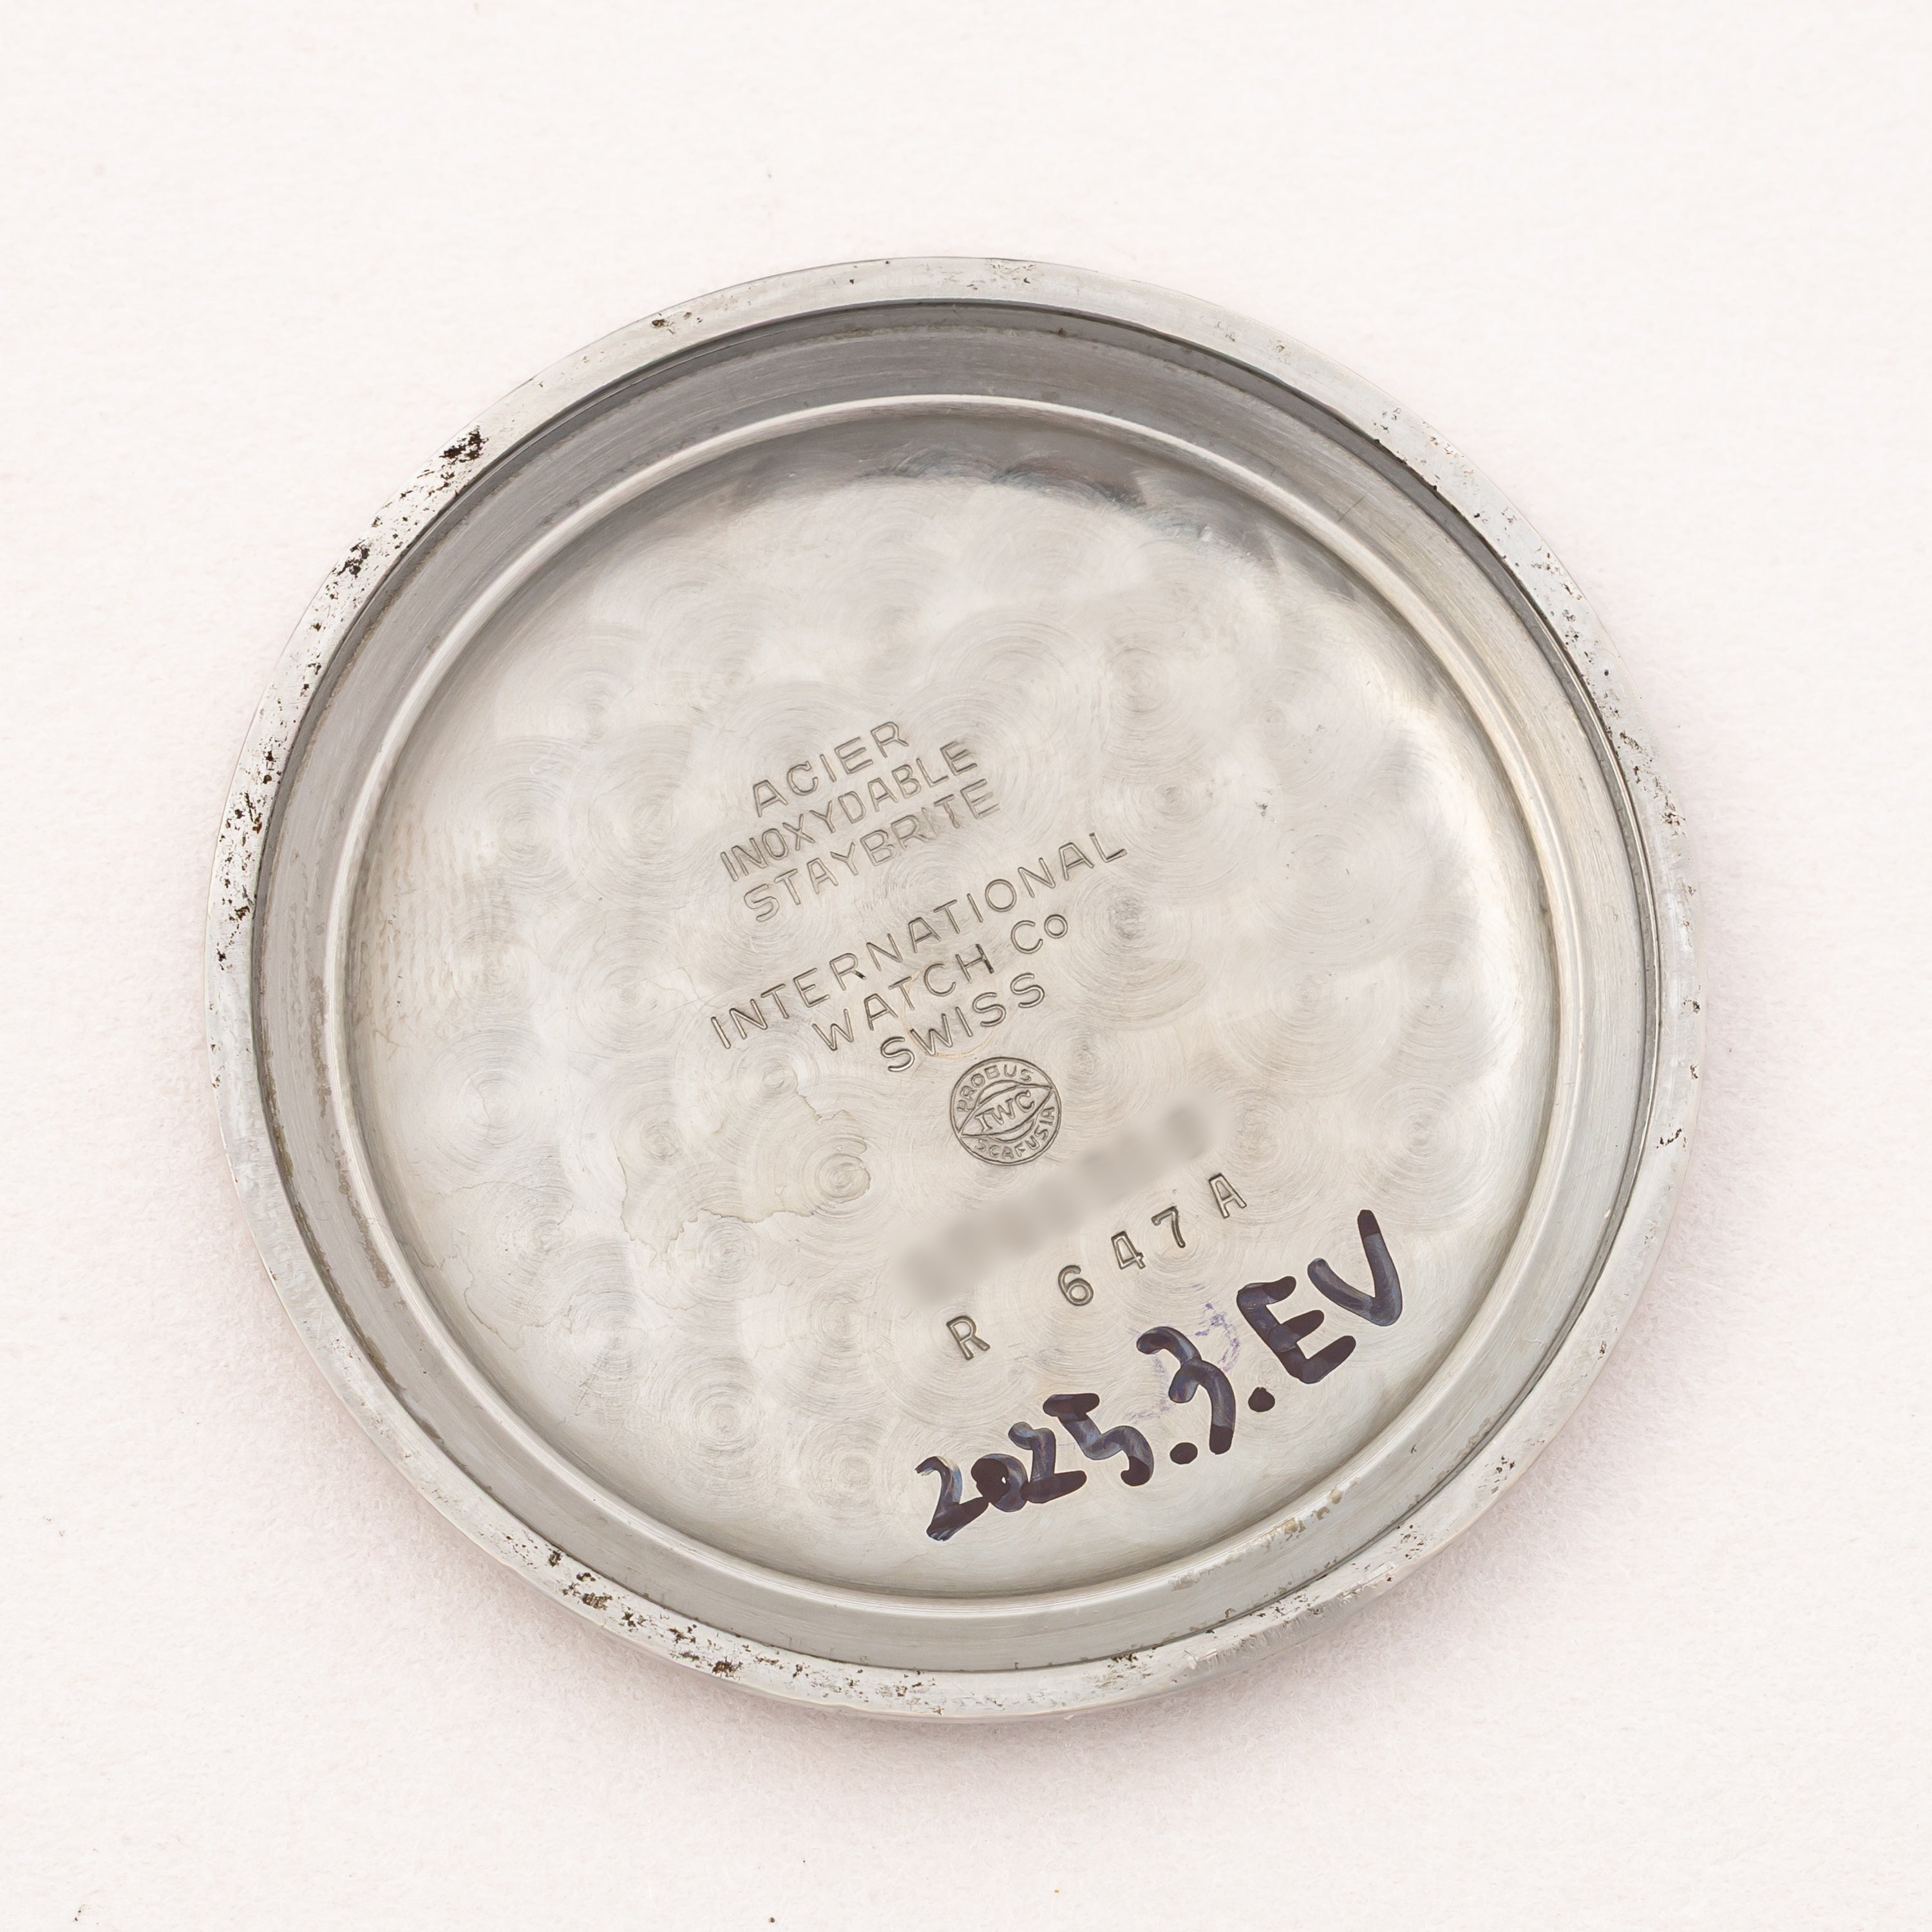 ACIER
INOXYDABLE
STAYBRITE
INTERNATIONAL
WATCH Co
SWISS
PROBUS
IWC
SCAFUSIA
R 647A
2025.3.EV